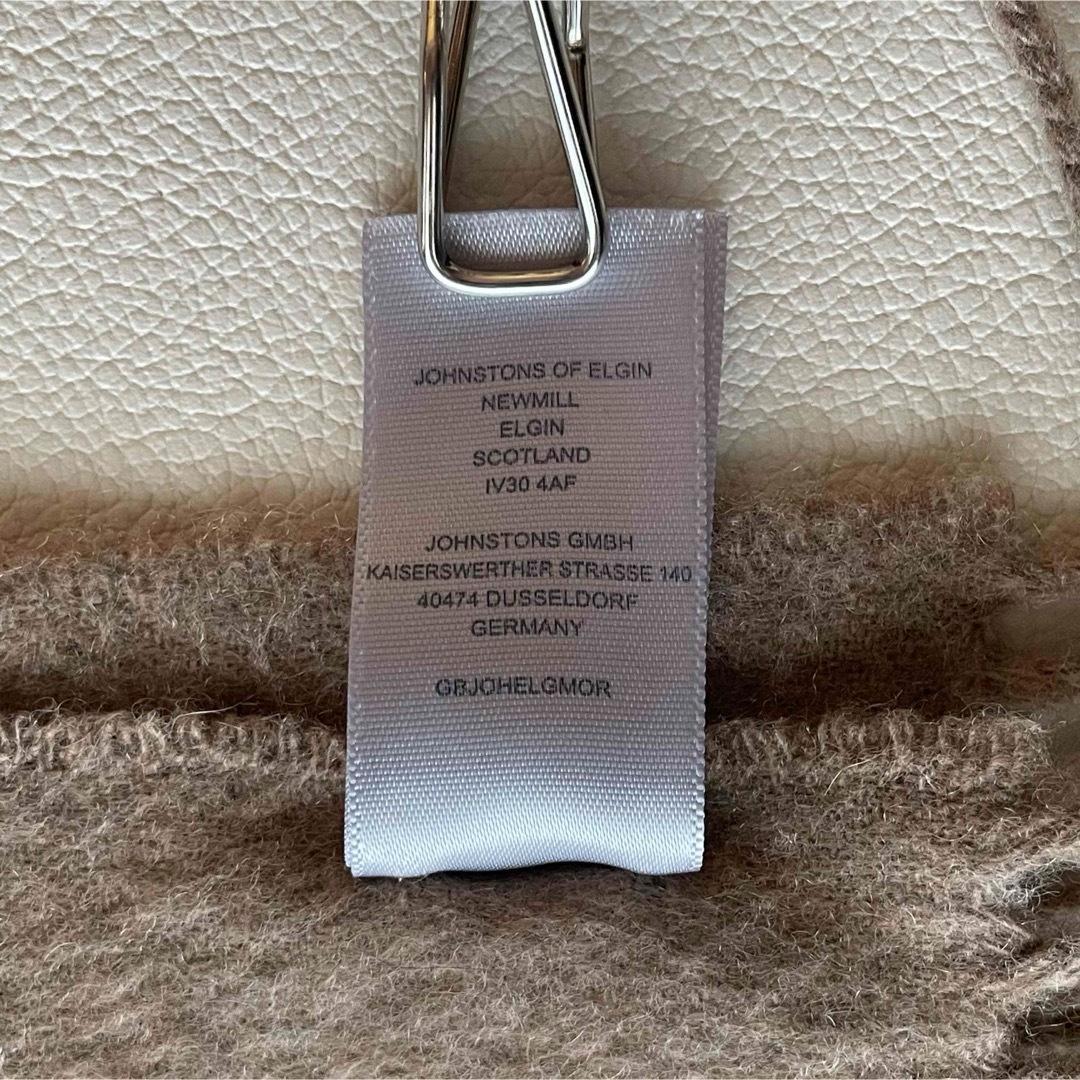 JOHNSTONS OF ELGIN
NEWMILL
ELGIN
SCOTLAND
IV30 4AF
JOHNSTONS GMBH
KAISERSWERTHER STRASSE 140
40474 DUSSELDORF
GERMANY
GBJOHELGMOR